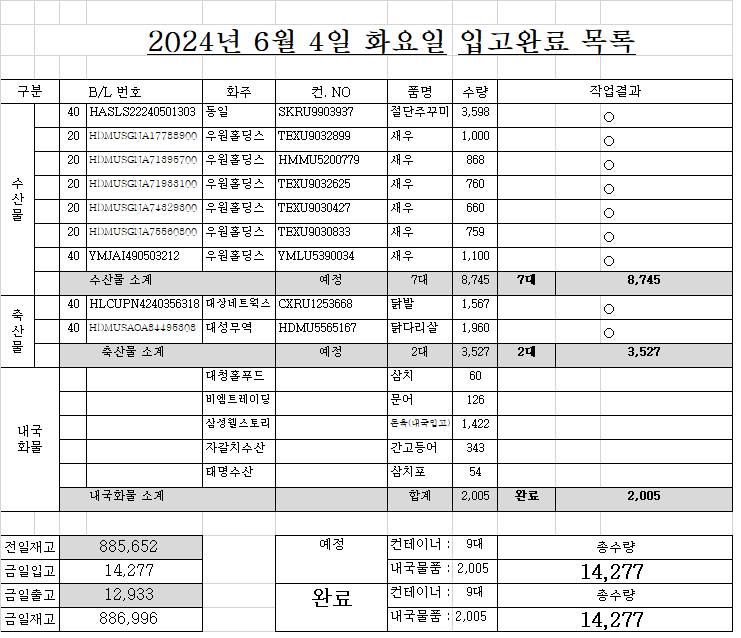 2024년 6월 4일 화요일 입고완료 목록
구분 B/L 번호 화주 컨. NO 품명 수량 작업결과
수산물
40 HASLS22240501303 동일 SKRU9903937 절단주꾸미 3,598 ○
20 우원홀딩스 TEXU9032899 새우 1,000 ○
20 우원홀딩스 HMMU5200779 새우 868 ○
20 우원홀딩스 TEXU9032625 새우 760 ○
20 우원홀딩스 TEXU9030427 새우 660 ○
20 우원홀딩스 TEXU9030833 새우 759 ○
40 YMJAI490503212 우원홀딩스 YMLU5390034 새우 1,100 ○
수산물 소계 예정 7대 8,745 7대 8,745
축산물
40 HLCUPN4240356318 대상네트웍스 CXRU1253668 닭발 1,567 ○
40 대성무역 HDMU5565167 닭다리살 1,960 ○
축산물 소계 예정 2대 3,527 2대 3,527
내국
화물
대청홀푸드 삼치 60
비엠트레이딩 문어 126
삼성웰스토리 돈육(내국입고) 1,422
자갈치수산 간고등어 343
태명수산 삼치포 54
내국화물 소계 합계 2,005 완료 2,005
전일재고 885,652 예정 컨테이너 : 9대 총수량
금일입고 14,277 내국물품 : 2,005 14,277
금일출고 12,933 완료 컨테이너 : 9대 총수량
금일재고 886,996 내국물품 : 2,005 14,277